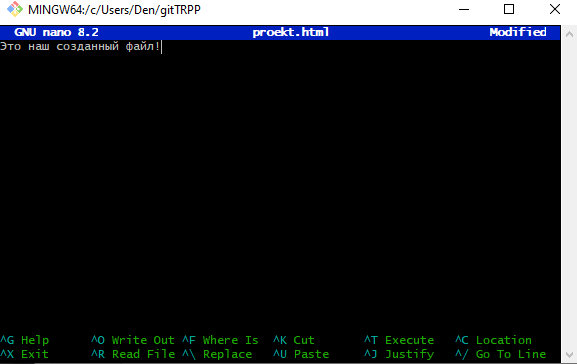 MINGW64:/c/Users/Den/gitTRPP
GNU nano 8.2 proekt.html Modified
Это наш созданный файл!
^G Help ^O Write Out ^F Where Is ^K Cut ^T Execute ^C Location
^X Exit ^R Read File ^\ Replace ^U Paste ^J Justify ^/ Go To Line